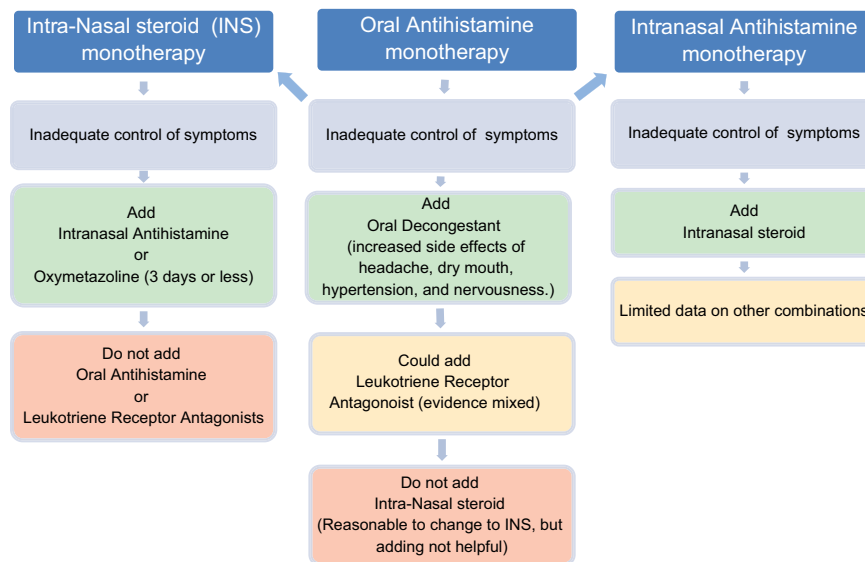 Intra-Nasal steroid (INS)
monotherapy
Inadequate control of symptoms
Add
Intranasal Antihistamine
or
Oxymetazoline (3 days or less)
Do not add
Oral Antihistamine
or
Leukotriene Receptor Antagonists
Oral Antihistamine
monotherapy
Inadequate control of symptoms
Add
Oral Decongestant
(increased side effects of
headache, dry mouth,
hypertension, and nervousness.)
Could add
Leukotriene Receptor
Antagonoist (evidence mixed)
Do not add
Intra-Nasal steroid
(Reasonable to change to INS, but
adding not helpful)
Intranasal Antihistamine
monotherapy
Inadequate control of symptoms
Add
Intranasal steroid
Limited data on other combinations